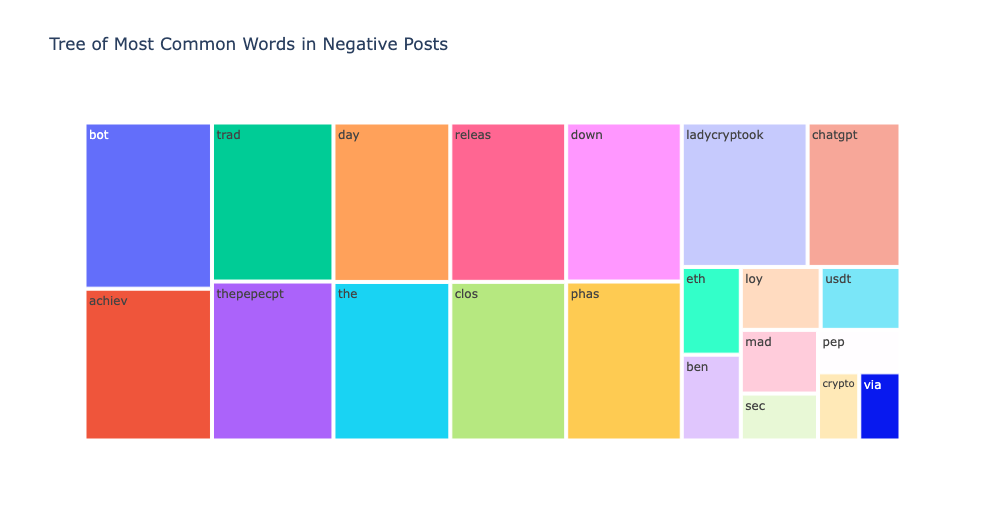 Tree of Most Common Words in Negative Posts
bot
trad
day
releas
down
ladycryptook
chatgpt
achiev
thepepecpt
the
clos
phas
eth
loy
usdt
mad
pep
ben
sec
crypto
via